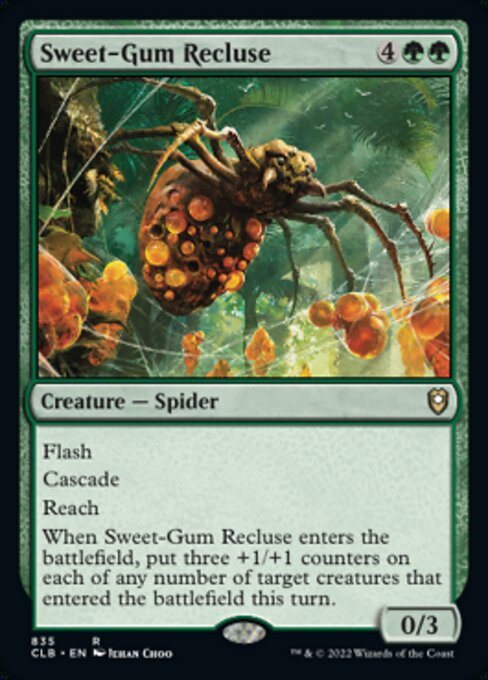 Sweet-Gum Recluse 4
Creature — Spider
Flash
Cascade
Reach
When Sweet-Gum Recluse enters the
battlefield, put three +1/+1 counters on
each of any number of target creatures that
entered the battlefield this turn.
0/3
835 R
CLB • EN Jehan Choo
™ & © 2022 Wizards of the Coast